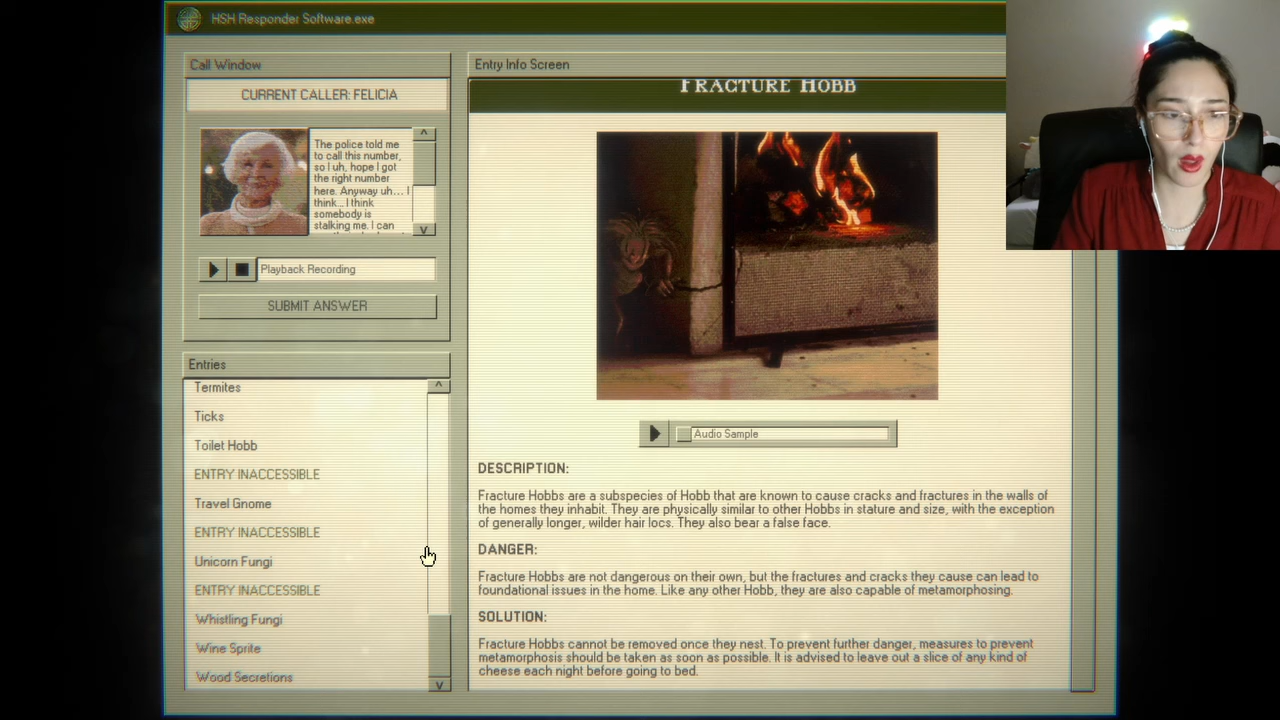 HSH Responder Software.exe
Call Window
CURRENT CALLER: FELICIA
The police told me
to call this number,
so I uh, hope I got
the right number
here. Anyway uh... I
think... I think
somebody is
stalking me. I can
Playback Recording
SUBMIT ANSWER
Entries
Termites
Ticks
Toilet Hobb
ENTRY INACCESSIBLE
Travel Gnome
ENTRY INACCESSIBLE
Unicorn Fungi
ENTRY INACCESSIBLE
Whistling Fungi
Wine Sprite
Wood Secretions
Entry Info Screen
FRACTURE HOBB
Audio Sample
DESCRIPTION:
Fracture Hobbs are a subspecies of Hobb that are known to cause cracks and fractures in the walls of
the homes they inhabit. They are physically similar to other Hobbs in stature and size, with the exception
of generally longer, wilder hair locs. They also bear a false face.
DANGER:
Fracture Hobbs are not dangerous on their own, but the fractures and cracks they cause can lead to
foundational issues in the home. Like any other Hobb, they are also capable of metamorphosing.
SOLUTION:
Fracture Hobbs cannot be removed once they nest. To prevent further danger, measures to prevent
metamorphosis should be taken as soon as possible. It is advised to leave out a slice of any kind of
cheese each night before going to bed.